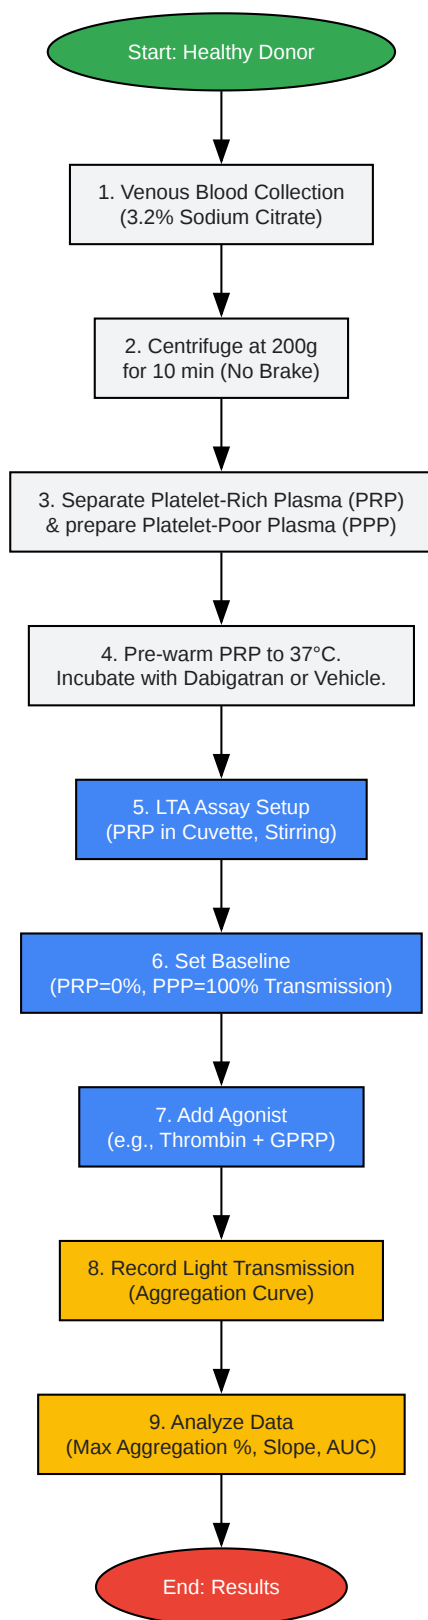 Start: Healthy Donor
1. Venous Blood Collection
(3.2% Sodium Citrate)
2. Centrifuge at 200g
for 10 min (No Brake)
3. Separate Platelet-Rich Plasma (PRP)
& prepare Platelet-Poor Plasma (PPP)
4. Pre-warm PRP to 37°C.
Incubate with Dabigatran or Vehicle.
5. LTA Assay Setup
(PRP in Cuvette, Stirring)
6. Set Baseline
(PRP=0%, PPP=100% Transmission)
7. Add Agonist
(e.g., Thrombin + GPRP)
8. Record Light Transmission
(Aggregation Curve)
9. Analyze Data
(Max Aggregation %, Slope, AUC)
End: Results